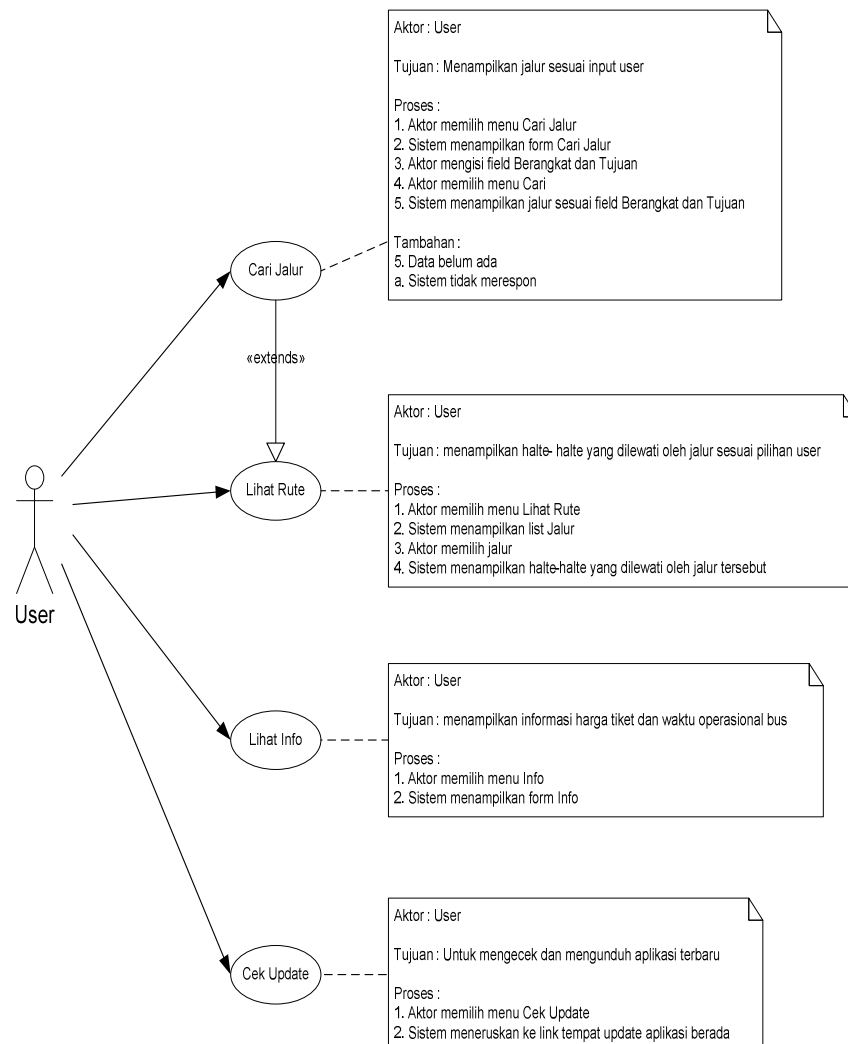 Aktor : User
Tujuan : Menampilkan jalur sesuai input user
Proses :
1. Aktor memilih menu Cari Jalur
2. Sistem menampilkan form Cari Jalur
3. Aktor mengisi field Berangkat dan Tujuan
4. Aktor memilih menu Cari
5. Sistem menampilkan jalur sesuai field Berangkat dan Tujuan
Tambahan :
5. Data belum ada
a. Sistem tidak merespon
Cari Jalur
«extends»
Aktor : User
Tujuan : menampilkan halte- halte yang dilewati oleh jalur sesuai pilihan user
Proses :
1. Aktor memilih menu Lihat Rute
2. Sistem menampilkan list Jalur
3. Aktor memilih jalur
4. Sistem menampilkan halte-halte yang dilewati oleh jalur tersebut
Lihat Rute
User
Aktor : User
Tujuan : menampilkan informasi harga tiket dan waktu operasional bus
Proses :
1. Aktor memilih menu Info
2. Sistem menampilkan form Info
Lihat Info
Aktor : User
Tujuan : Untuk mengecek dan mengunduh aplikasi terbaru
Proses :
1. Aktor memilih menu Cek Update
2. Sistem meneruskan ke link tempat update aplikasi berada
Cek Update